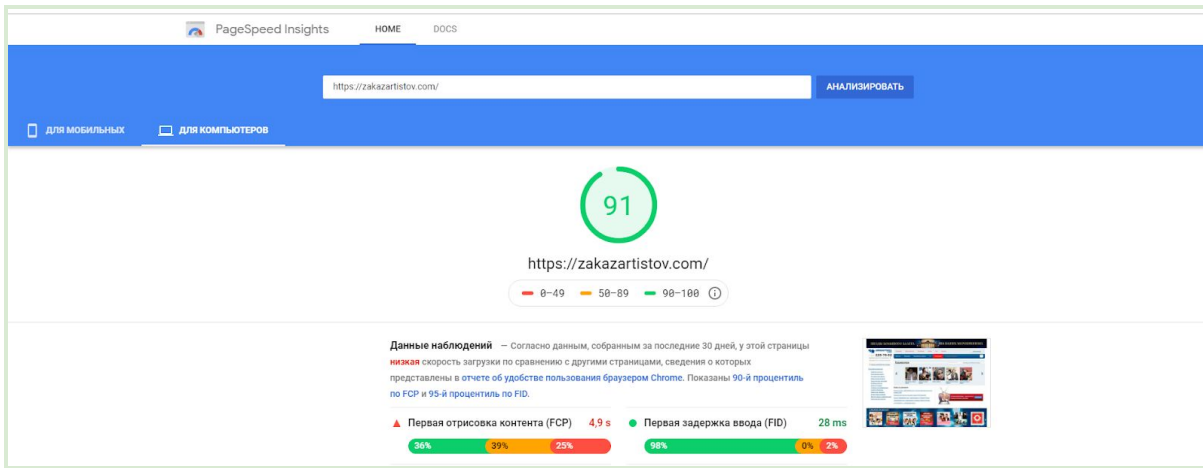 PageSpeed Insights HOME DOCS
https://zakazartistov.com/ АНАЛИЗИРОВАТЬ
ДЛЯ МОБИЛЬНЫХ ДЛЯ КОМПЬЮТЕРОВ
91
https://zakazartistov.com/
0–49 50–89 90–100
Данные наблюдений — Согласно данным, собранным за последние 30 дней, у этой страницы
низкая скорость загрузки по сравнению с другими страницами, сведения о которых
представлены в отчете об удобстве пользования браузером Chrome. Показаны 90-й процентиль
по FCP и 95-й процентиль по FID.
Первая отрисовка контента (FCP) 4,9 s Первая задержка ввода (FID) 28 ms
36% 39% 25% 98% 0% 2%